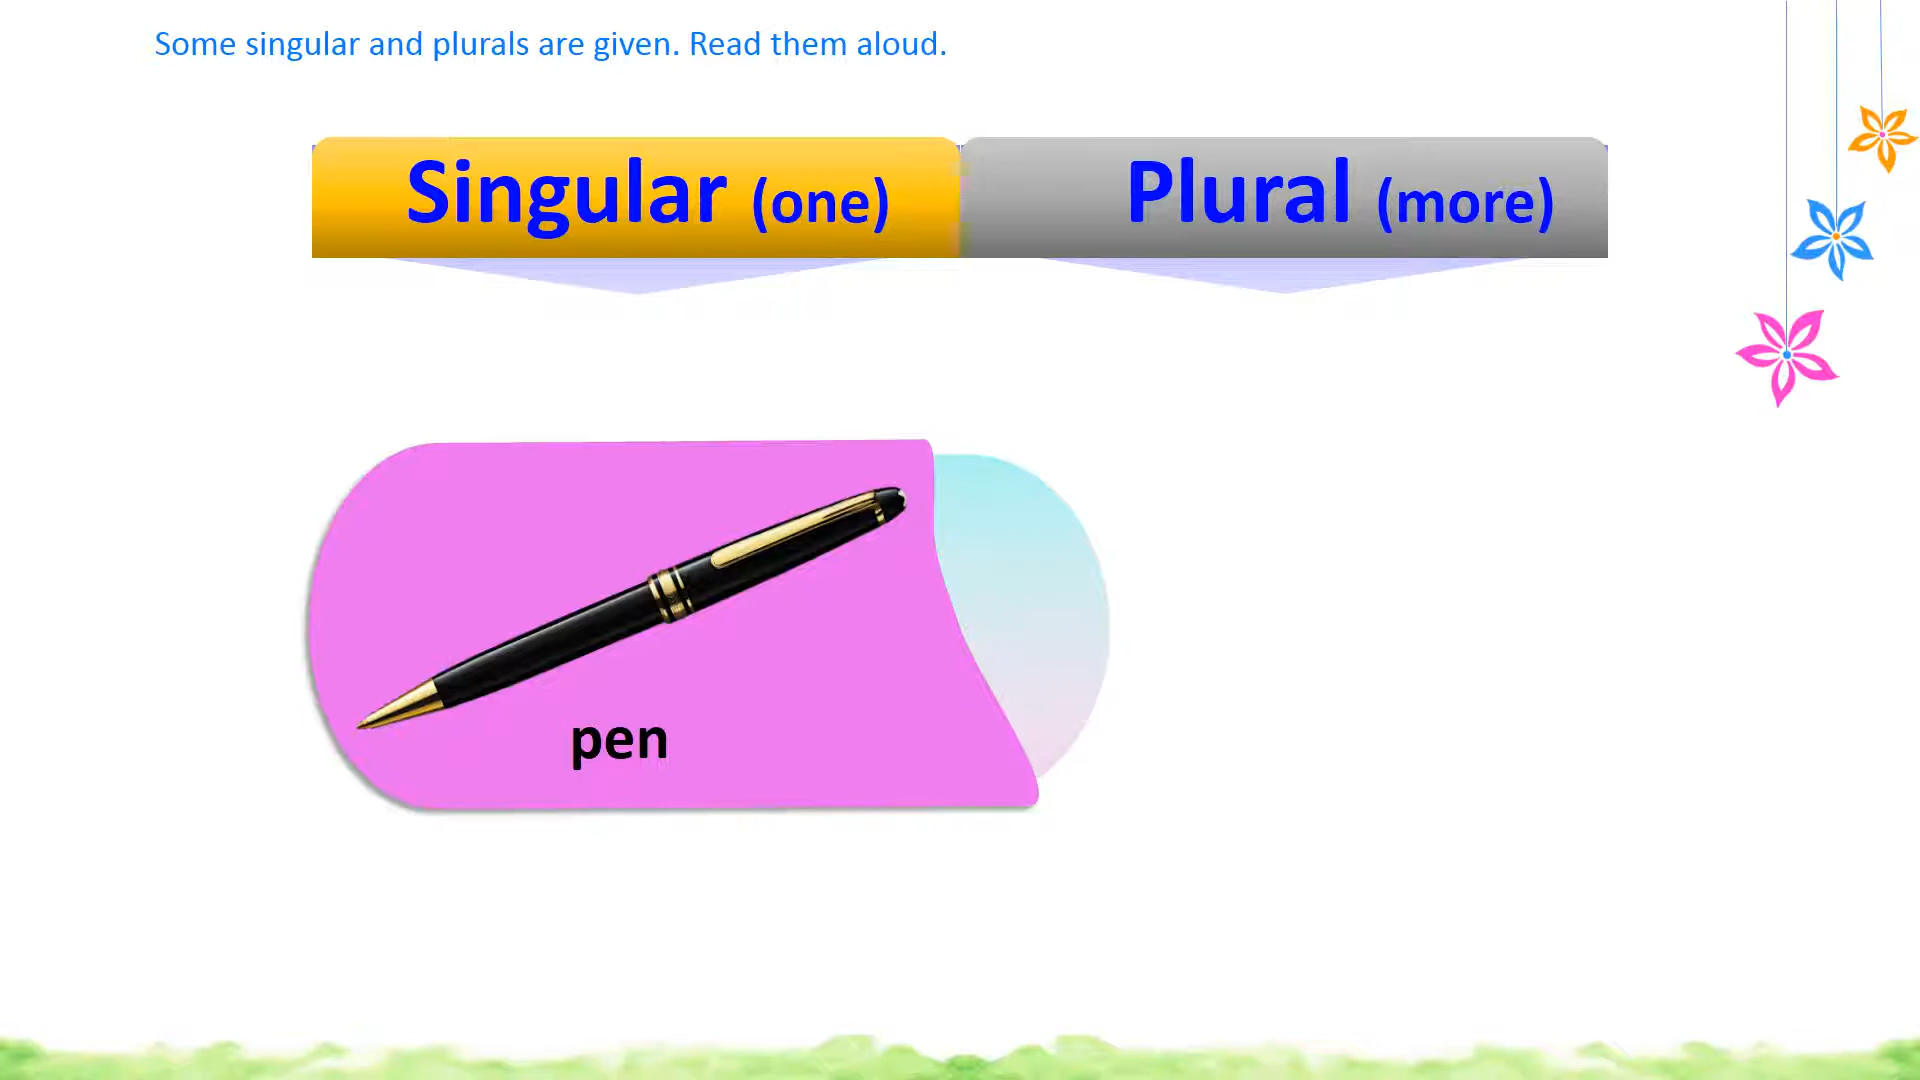 Some singular and plurals are given. Read them aloud.
Singular (one)
Plural (more)
pen